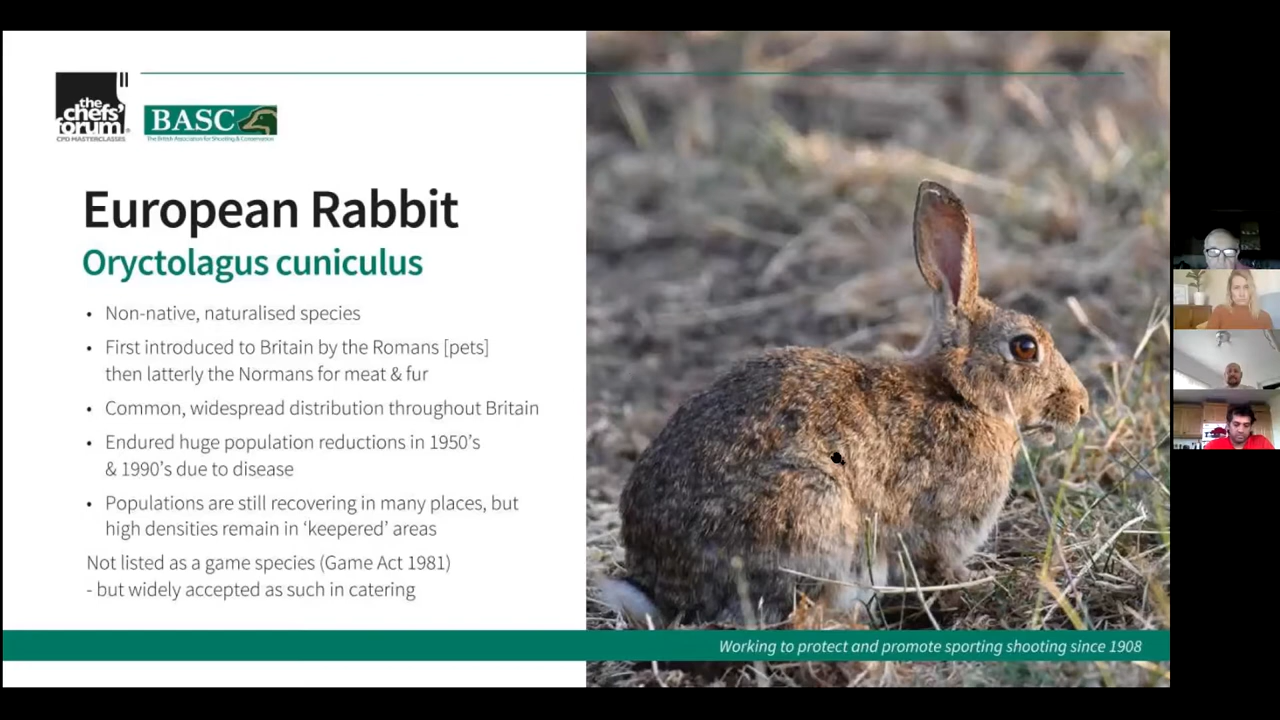 the
chefs'
forum
CPD MASTERCLASSES
BASC
The British Association for Shooting & Conservation
European Rabbit
Oryctolagus cuniculus
• Non-native, naturalised species
• First introduced to Britain by the Romans [pets]
then latterly the Normans for meat & fur
• Common, widespread distribution throughout Britain
• Endured huge population reductions in 1950's
& 1990's due to disease
• Populations are still recovering in many places, but
high densities remain in 'keepered' areas
Not listed as a game species (Game Act 1981)
- but widely accepted as such in catering
Working to protect and promote sporting shooting since 1908